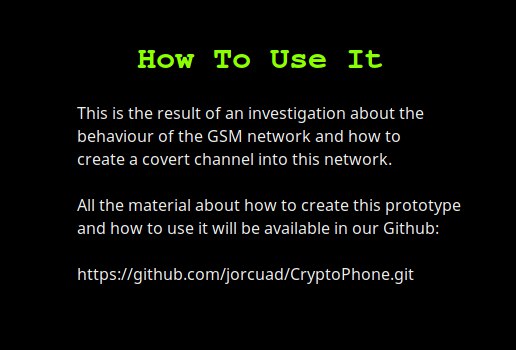 How To Use It
This is the result of an investigation about the
behaviour of the GSM network and how to
create a covert channel into this network.
All the material about how to create this prototype
and how to use it will be available in our Github:
https://github.com/jorcuad/CryptoPhone.git